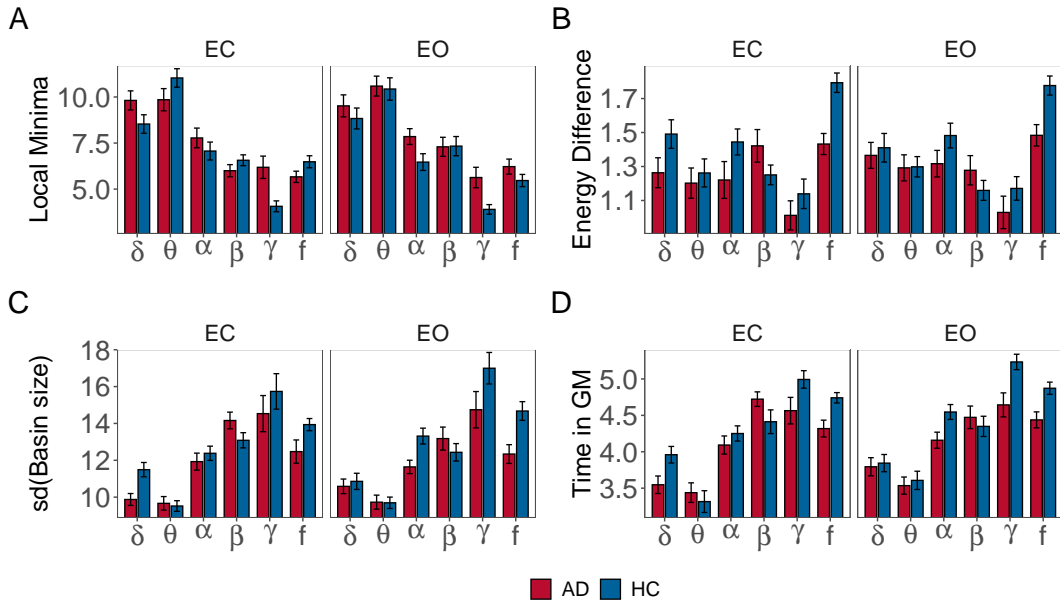 A
EC
EO
Local Minima
10.0
7.5
5.0
δ θ α β γ f
δ θ α β γ f
B
EC
EO
Energy Difference
1.7
1.5
1.3
1.1
δ θ α β γ f
δ θ α β γ f
C
EC
EO
sd(Basin size)
18
16
14
12
10
δ θ α β γ f
δ θ α β γ f
D
EC
EO
Time in GM
5.0
4.5
4.0
3.5
δ θ α β γ f
δ θ α β γ f
AD HC